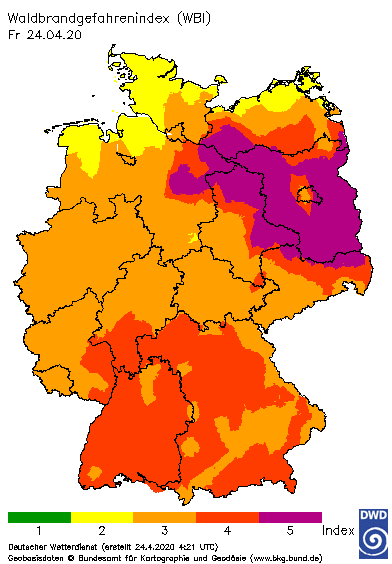 Waldbrandgefahrenindex (WBI)
Fr 24.04.20
DWD
1 2 3 4 5 Index
Deutscher Wetterdienst (erstellt 24.4.2020 4:21 UTC)
Geobasisdaten © Bundesamt für Kartographie und Geodäsie (www.bkg.bund.de)